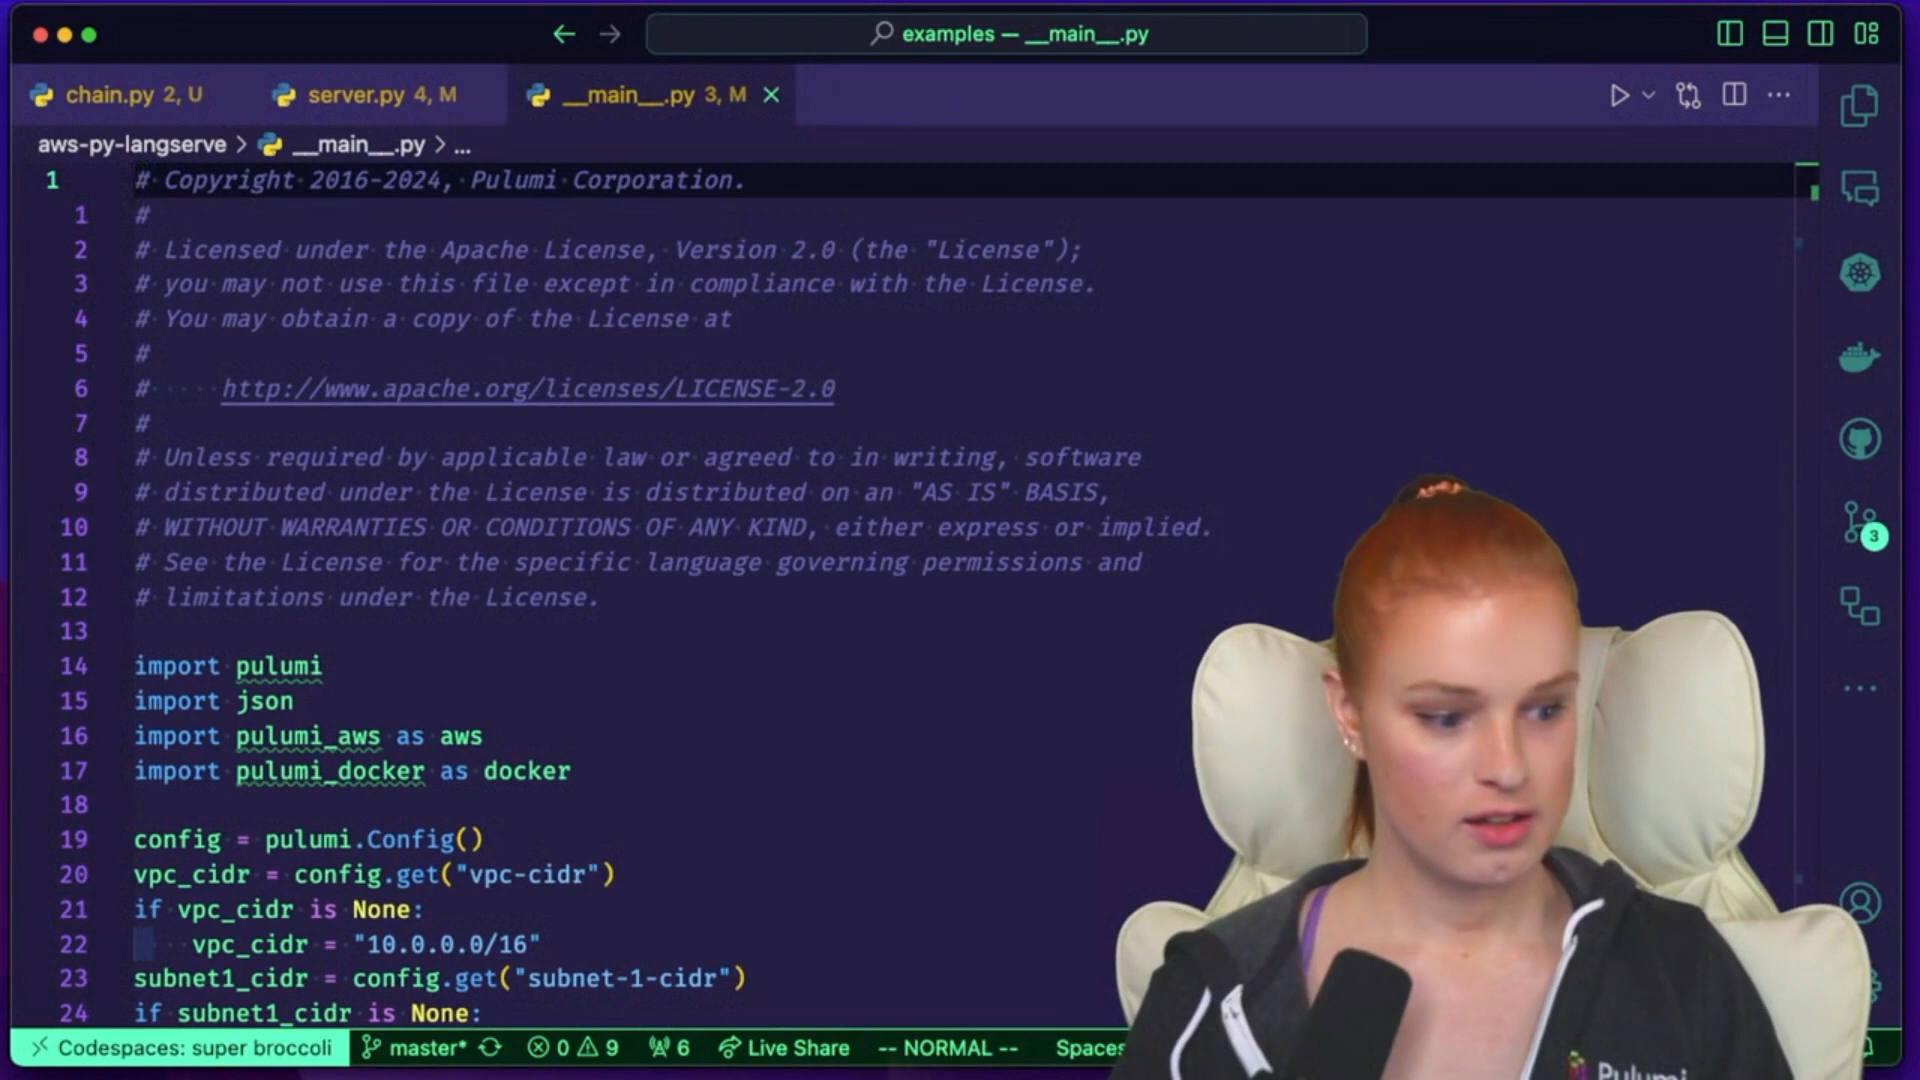 examples — __main__.py
chain.py 2, U server.py 4, M __main__.py 3, M
aws-py-langserve > __main__.py > ...
1 # Copyright 2016-2024, Pulumi Corporation.
1 #
2 # Licensed under the Apache License, Version 2.0 (the "License");
3 # you may not use this file except in compliance with the License.
4 # You may obtain a copy of the License at
5 #
6 # http://www.apache.org/licenses/LICENSE-2.0
7 #
8 # Unless required by applicable law or agreed to in writing, software
9 # distributed under the License is distributed on an "AS IS" BASIS,
10 # WITHOUT WARRANTIES OR CONDITIONS OF ANY KIND, either express or implied.
11 # See the License for the specific language governing permissions and
12 # limitations under the License.
13
14 import pulumi
15 import json
16 import pulumi_aws as aws
17 import pulumi_docker as docker
18
19 config = pulumi.Config()
20 vpc_cidr = config.get("vpc-cidr")
21 if vpc_cidr is None:
22 vpc_cidr = "10.0.0.0/16"
23 subnet1_cidr = config.get("subnet-1-cidr")
24 if subnet1_cidr is None:
3
Codespaces: super broccoli master* 0 9 6 Live Share -- NORMAL -- Spaces
Pulumi